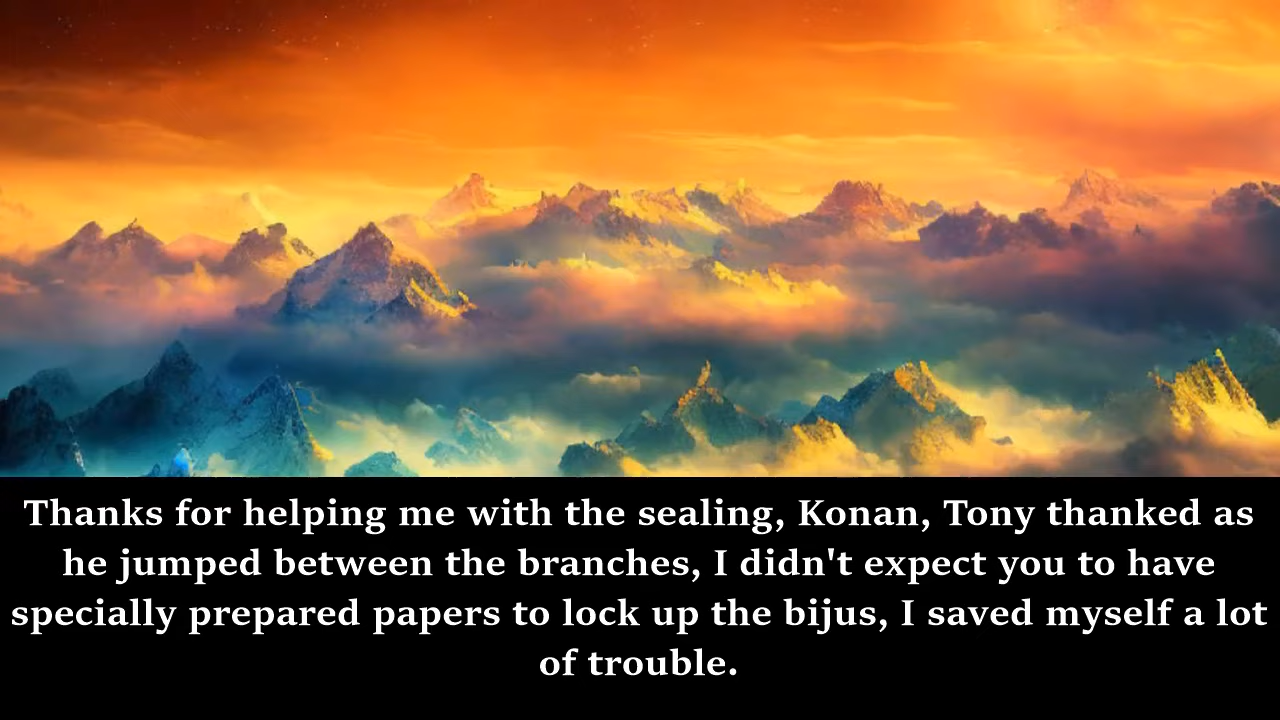 Thanks for helping me with the sealing, Konan, Tony thanked as
he jumped between the branches, I didn't expect you to have
specially prepared papers to lock up the bijus, I saved myself a lot
of trouble.